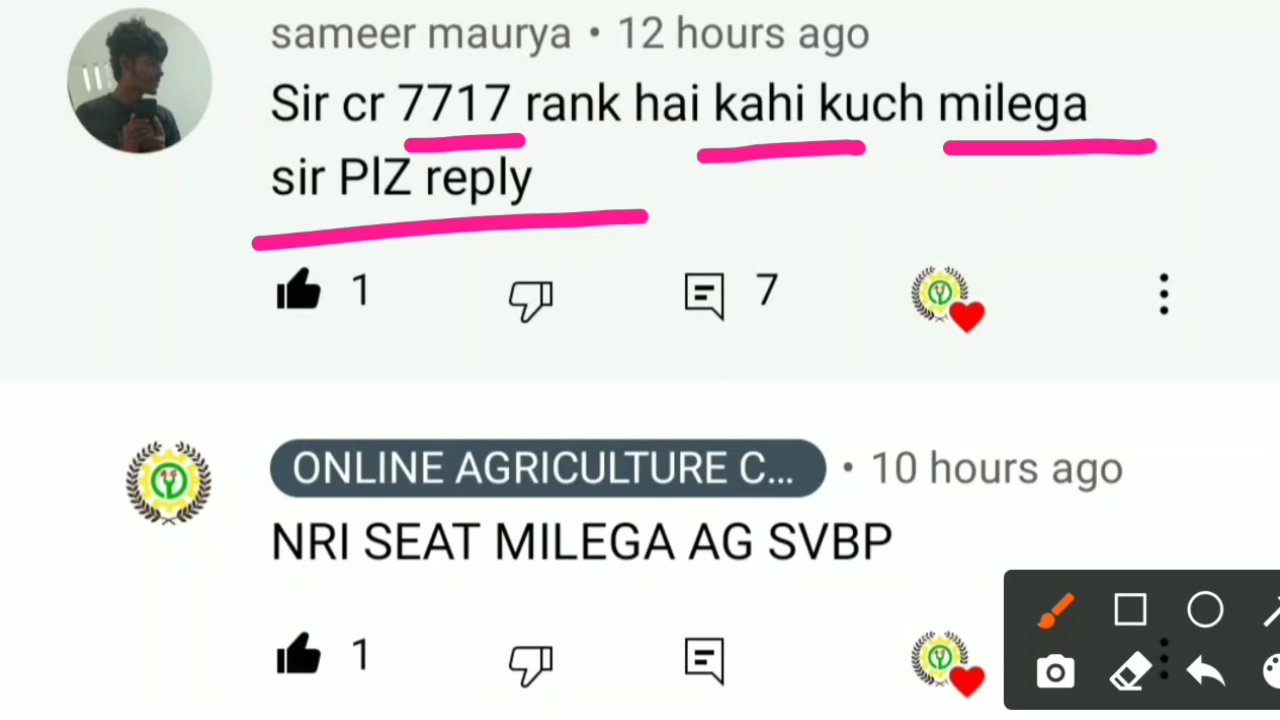 sameer maurya • 12 hours ago
Sir cr 7717 rank hai kahi kuch milega
sir PlZ reply
1
7
ONLINE AGRICULTURE C... • 10 hours ago
NRI SEAT MILEGA AG SVBP
1